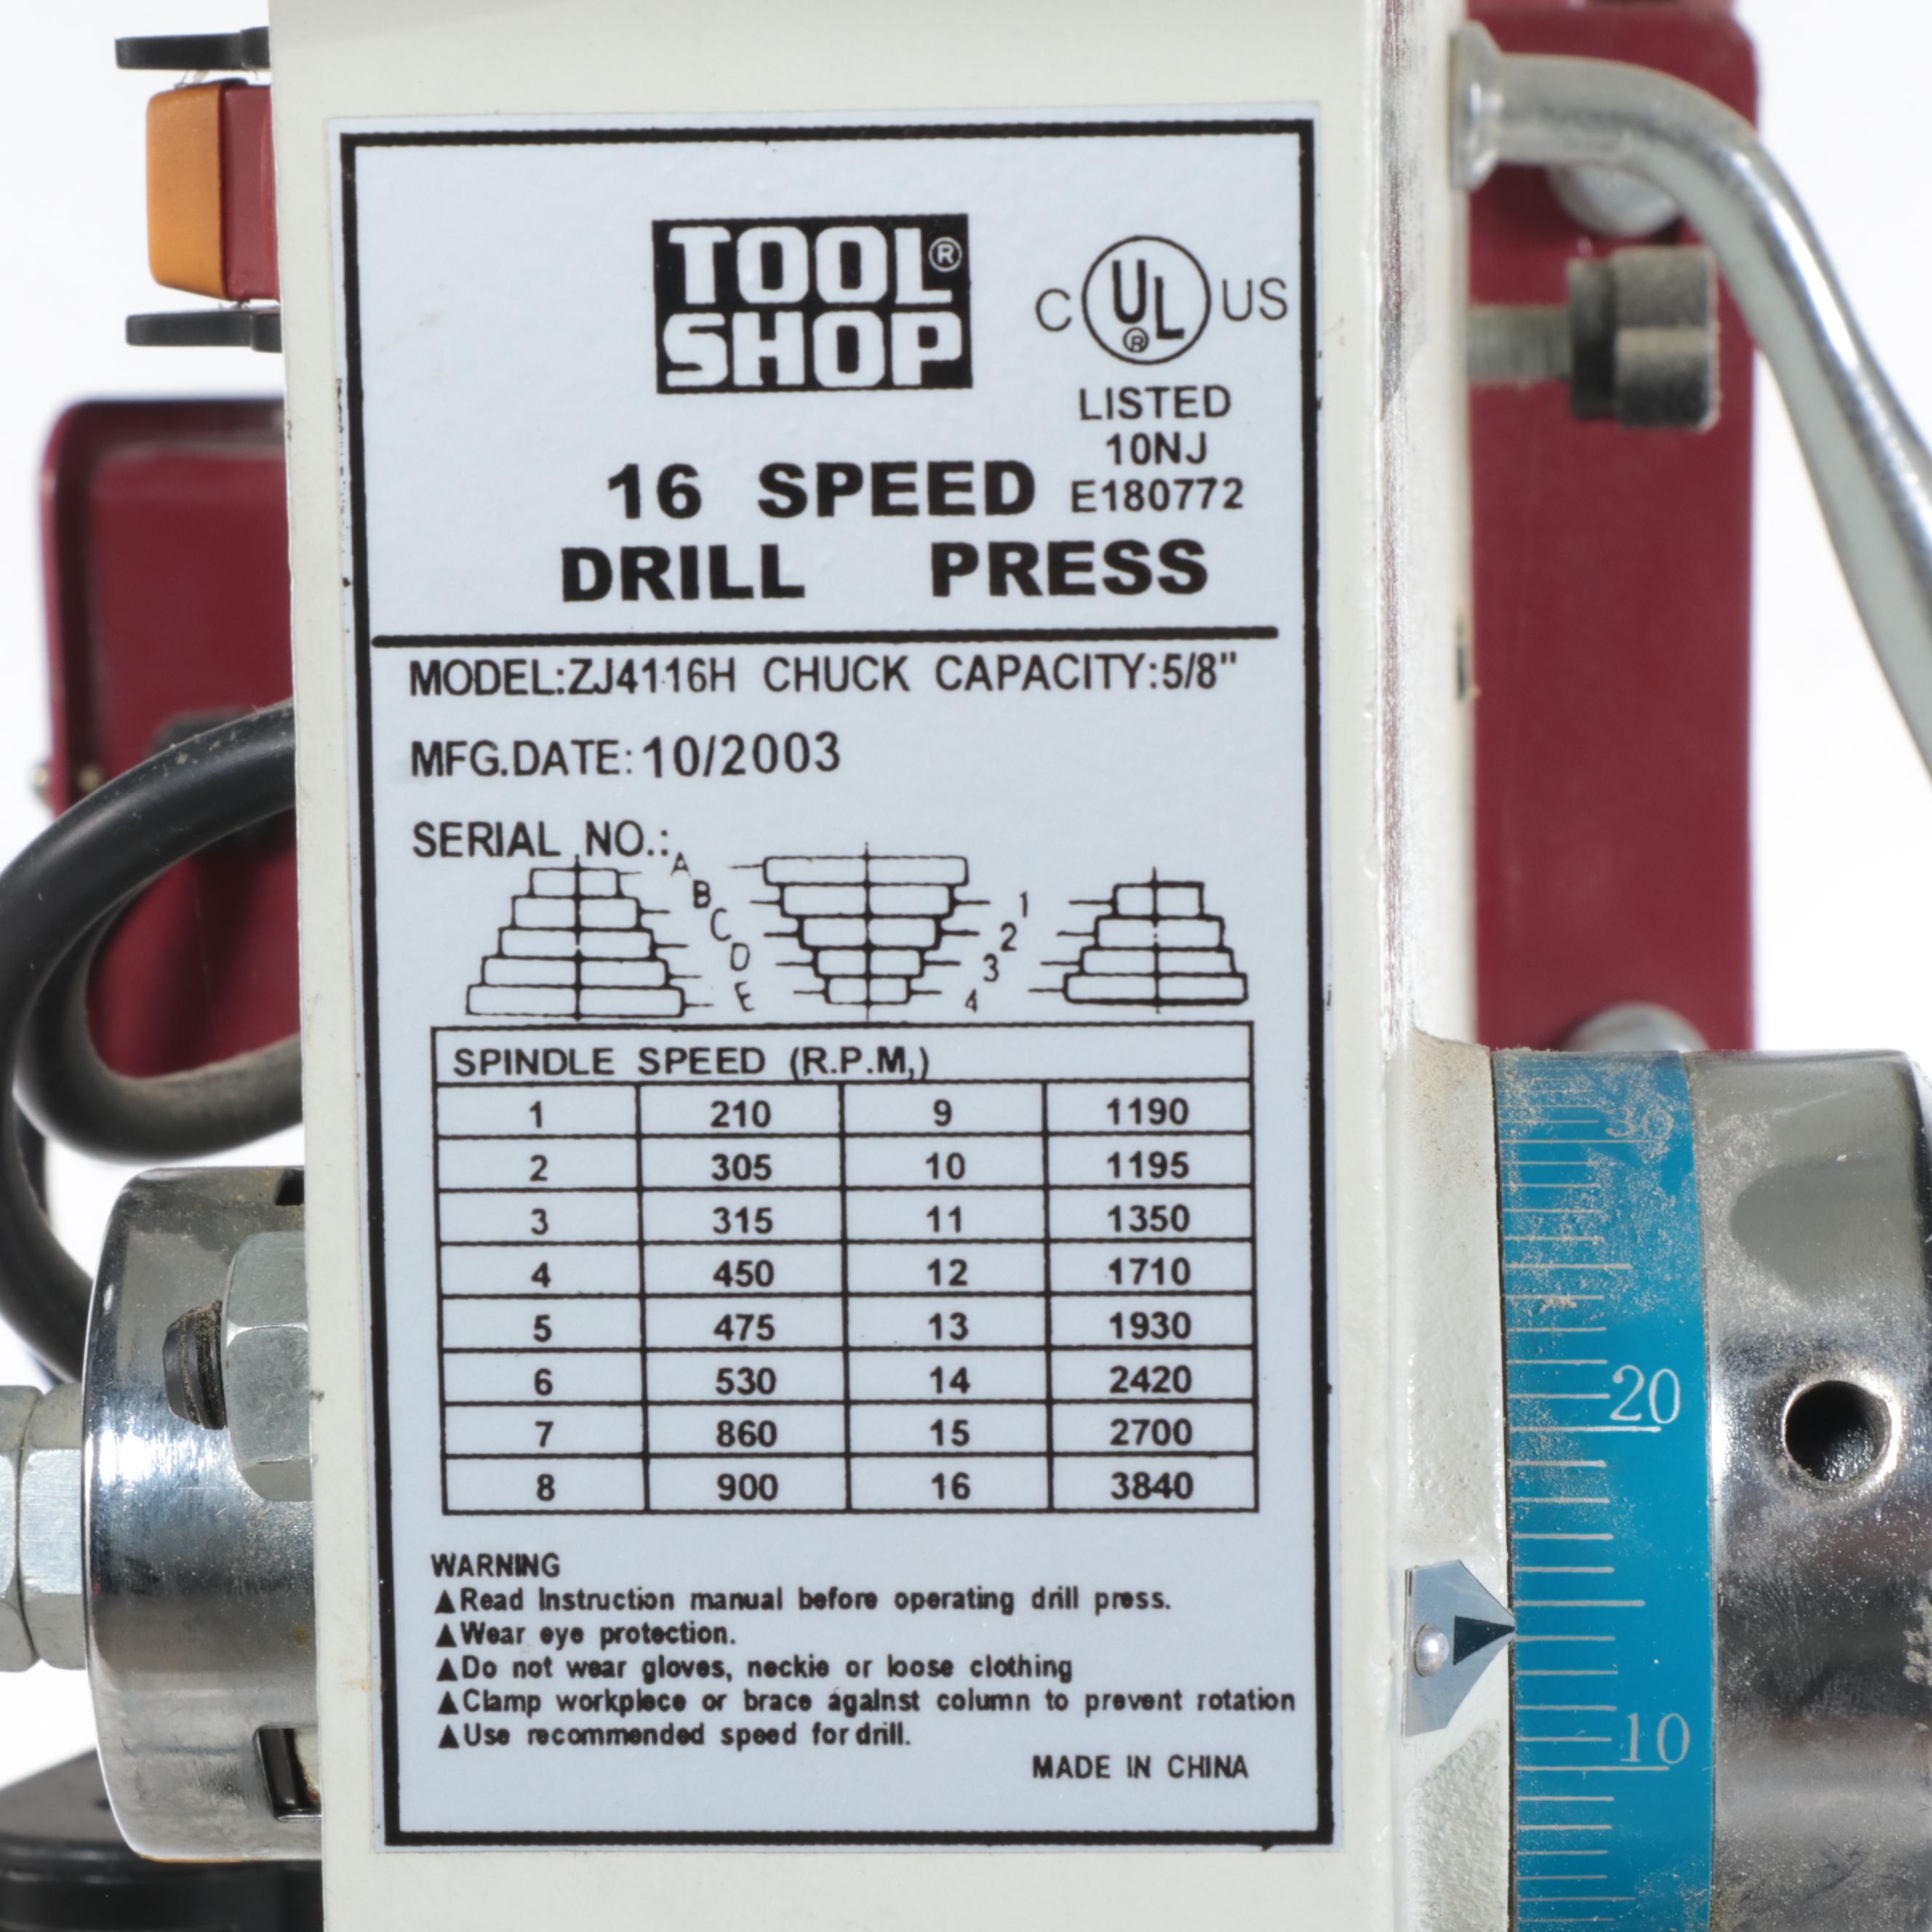 TOOL®
SHOP
C UL® US
LISTED
10NJ
E180772
16 SPEED
DRILL PRESS
MODEL:ZJ4116H CHUCK CAPACITY:5/8"
MFG.DATE: 10/2003
SERIAL NO.:
A
B 1
C 2
D 3
E 4
SPINDLE SPEED (R.P.M,)
1 210 9 1190
2 305 10 1195
3 315 11 1350
4 450 12 1710
5 475 13 1930
6 530 14 2420
7 860 15 2700
8 900 16 3840
WARNING
▲Read Instruction manual before operating drill press.
▲Wear eye protection.
▲Do not wear gloves, neckie or loose clothing
▲Clamp workpiece or brace against column to prevent rotation
▲Use recommended speed for drill.
MADE IN CHINA
30
20
10